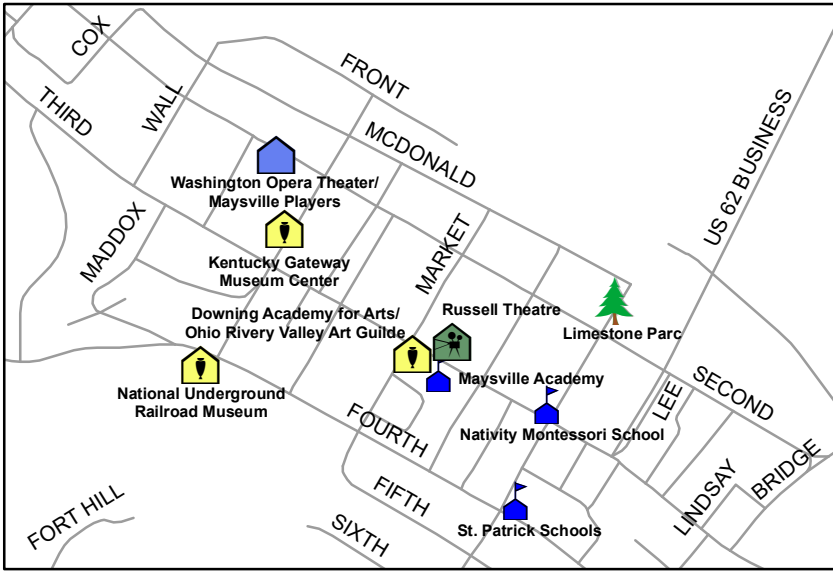 COX
FRONT
THIRD
WALL
MCDONALD
US 62 BUSINESS
Washington Opera Theater/
Maysville Players
MADDOX
MARKET
Kentucky Gateway
Museum Center
Downing Academy for Arts/
Ohio Rivery Valley Art Guilde
Russell Theatre
Limestone Parc
National Underground
Railroad Museum
Maysville Academy
SECOND
LEE
FOURTH
Nativity Montessori School
BRIDGE
LINDSAY
FIFTH
FORT HILL
SIXTH
St. Patrick Schools